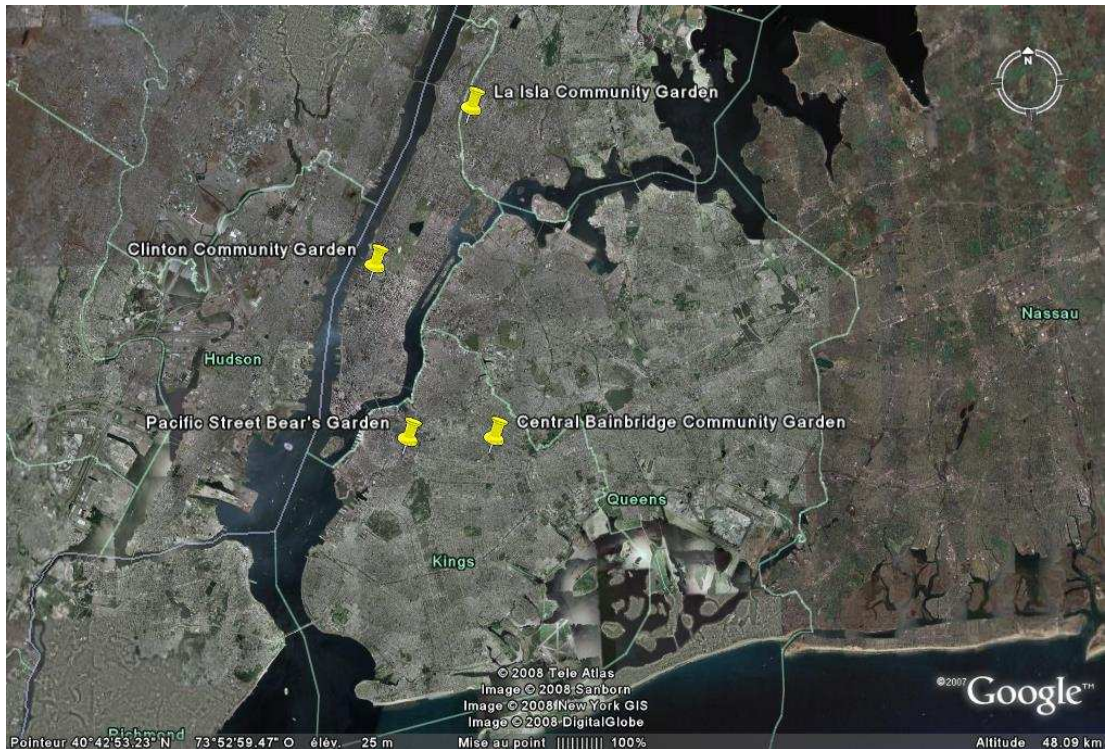 N
La Isla Community Garden
Clinton Community Garden
Nassau
Hudson
Pacific Street Bear's Garden
Central Bainbridge Community Garden
Queens
Kings
© 2008 Tele Atlas
Image © 2008 Sanborn
Image © 2008 New York GIS
Image © 2008 DigitalGlobe
©2007 Google™
Richmond
Pointeur 40°42'53.23" N 73°52'59.47" O élév. 25 m Mise au point |||||||||| 100% Altitude 48.09 km